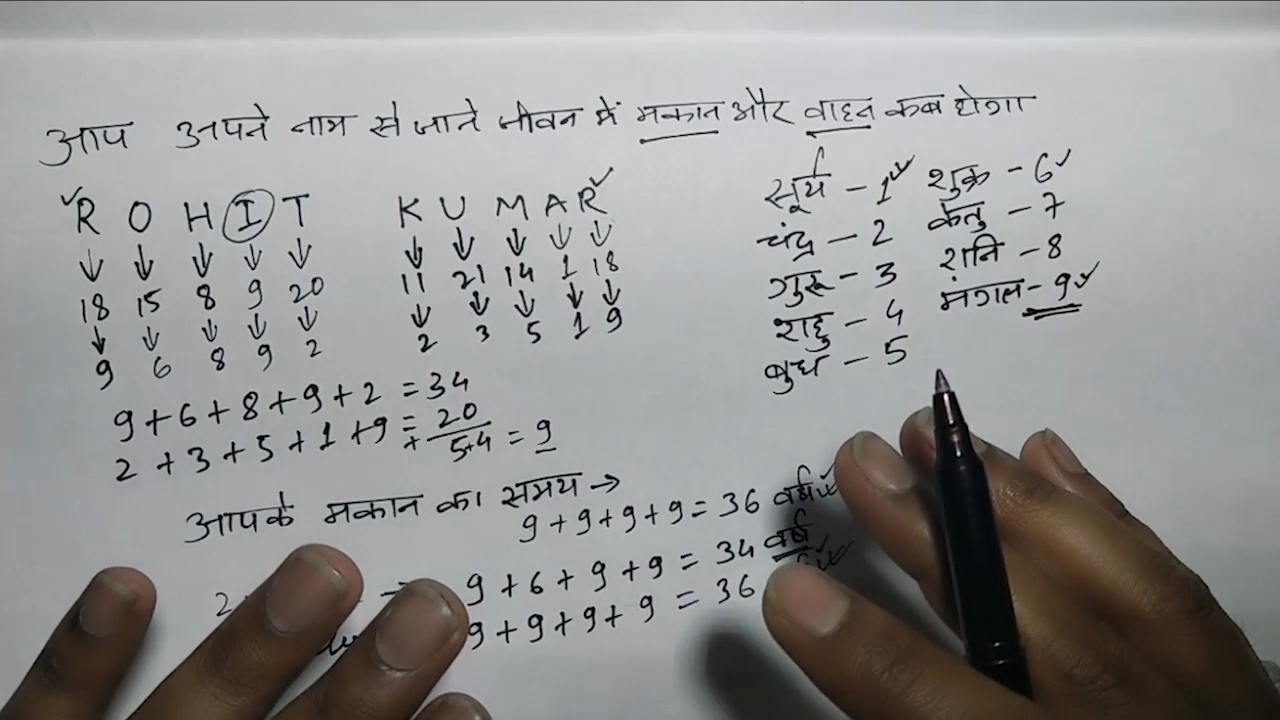 आप अपने नाम से जाने जीवन में मकान और वाहन कब होगा
R O H I T
18 15 8 9 20
9 6 8 9 2
9+6+8+9+2 = 34
K U M A R
11 21 14 1 18
2 3 5 1 9
2+3+5+1+9 = 20
+ 5+4 = 9
सूर्य - 1
चंद्र - 2
गुरू - 3
राहु - 4
बुध - 5
शुक्र - 6
केतु - 7
शनि - 8
मंगल - 9
आपके मकान का समय →
9+9+9+9 = 36 वर्ष
2
9+6+9+9 = 34 वर्ष
9+9+9+9 = 36